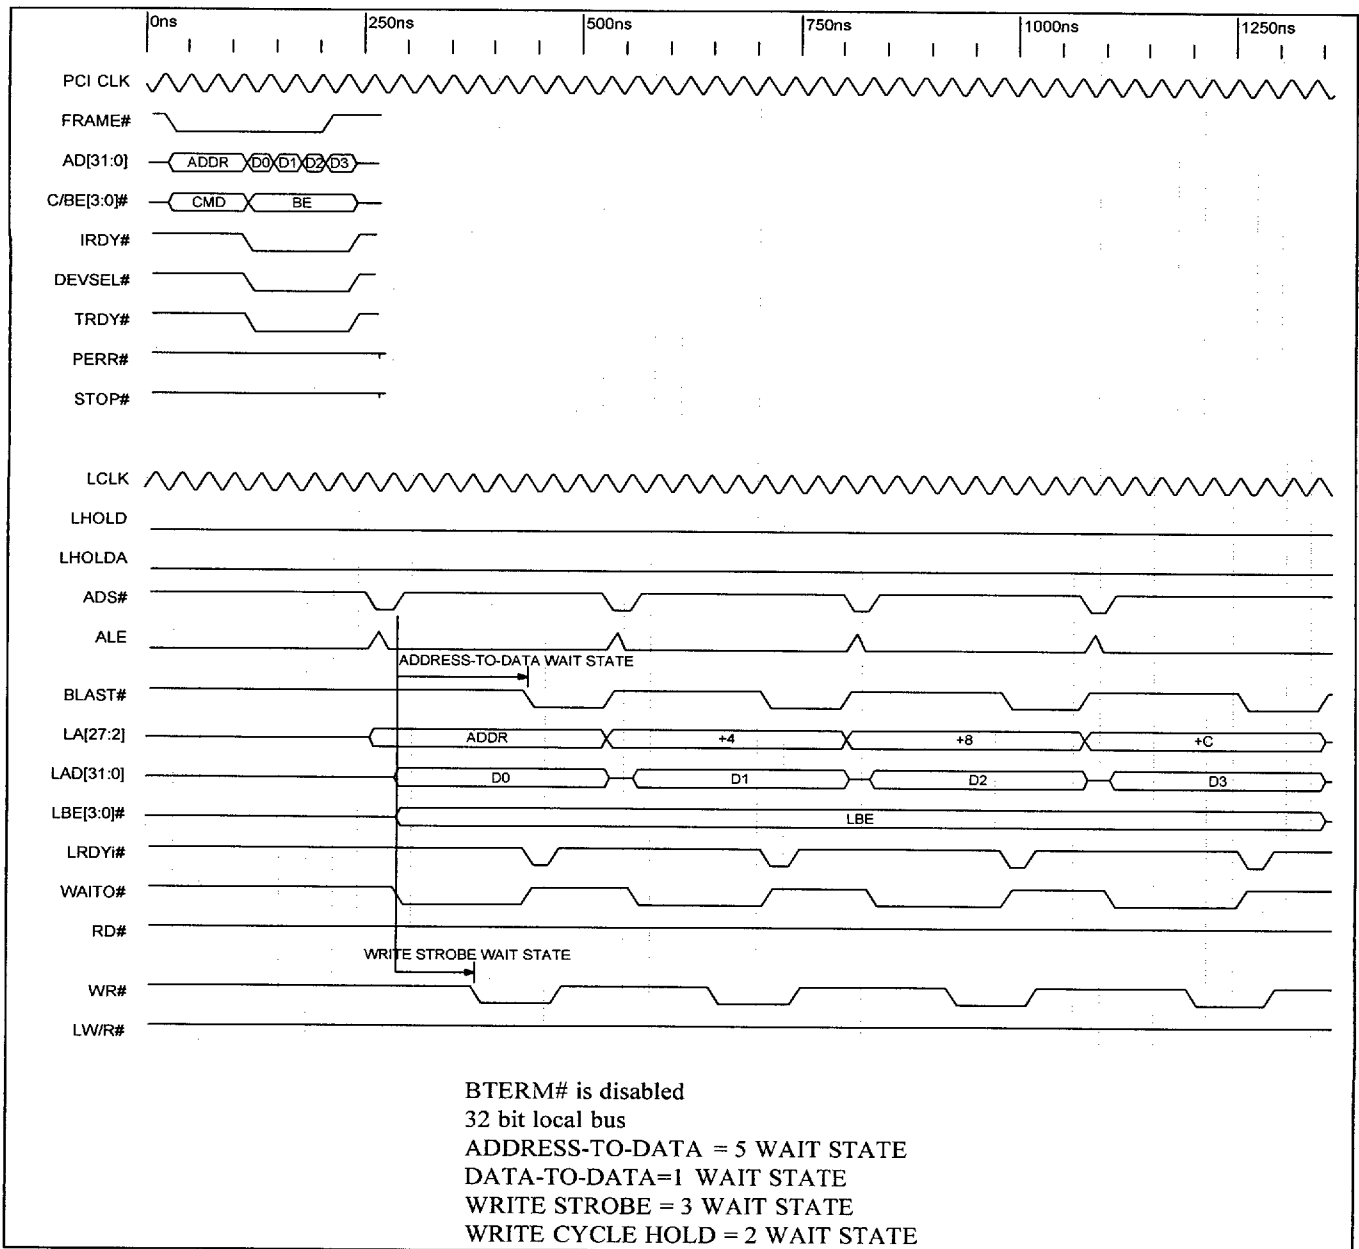 0ns 250ns 500ns 750ns 1000ns 1250ns
PCI CLK
FRAME#
AD[31:0] ADDR D0 D1 D2 D3
C/BE[3:0]# CMD BE
IRDY#
DEVSEL#
TRDY#
PERR#
STOP#
LCLK
LHOLD
LHOLDA
ADS#
ALE
ADDRESS-TO-DATA WAIT STATE
BLAST#
LA[27:2] ADDR +4 +8 +C
LAD[31:0] D0 D1 D2 D3
LBE[3:0]# LBE
LRDYi#
WAITO#
RD#
WRITE STROBE WAIT STATE
WR#
LW/R#
BTERM# is disabled
32 bit local bus
ADDRESS-TO-DATA = 5 WAIT STATE
DATA-TO-DATA=1 WAIT STATE
WRITE STROBE = 3 WAIT STATE
WRITE CYCLE HOLD = 2 WAIT STATE